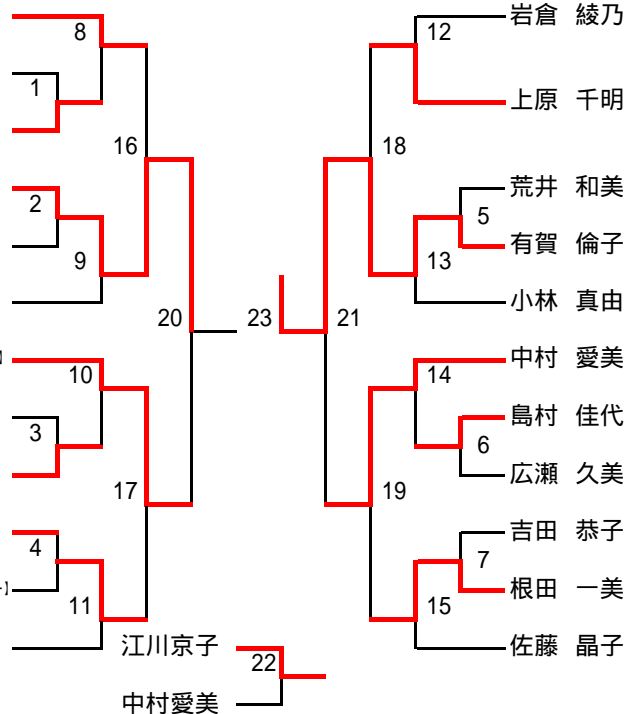 8
1
16
2
9
20
10
3
17
4
11
12
岩倉 綾乃
上原 千明
18
荒井 和美
5
有賀 倫子
13
小林 真由
23
21
中村 愛美
14
島村 佳代
6
広瀬 久美
19
吉田 恭子
7
根田 一美
15
佐藤 晶子
江川京子
22
中村愛美